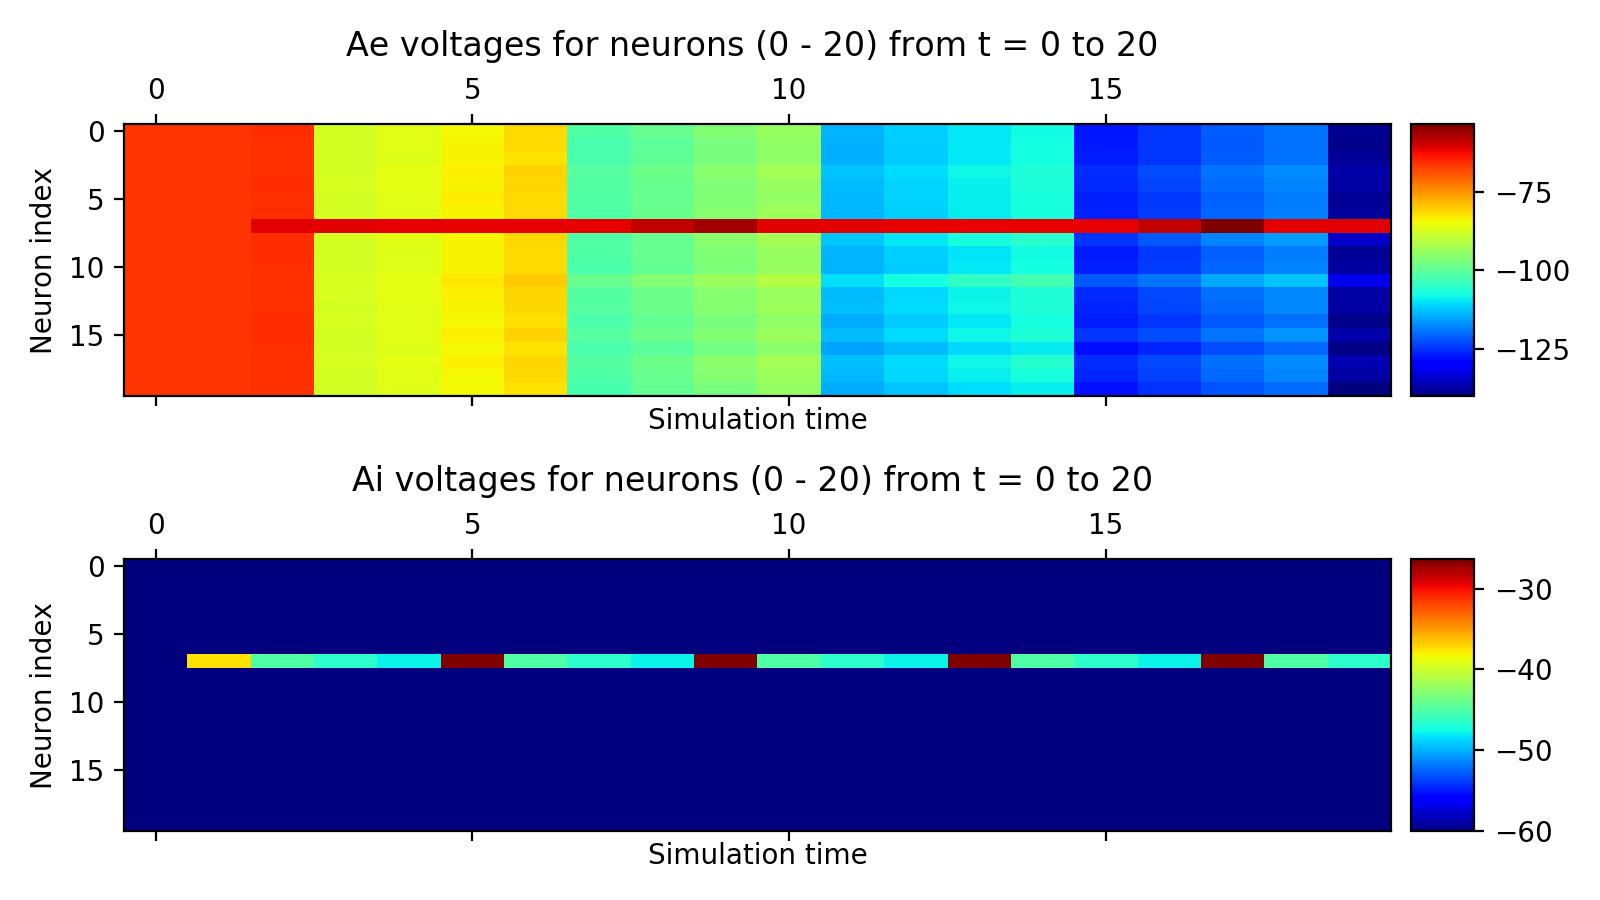 Ae voltages for neurons (0 - 20) from t = 0 to 20
0 5 10 15
Neuron index
0
5
10
15
Simulation time
−75
−100
−125
Ai voltages for neurons (0 - 20) from t = 0 to 20
0 5 10 15
Neuron index
0
5
10
15
Simulation time
−30
−40
−50
−60